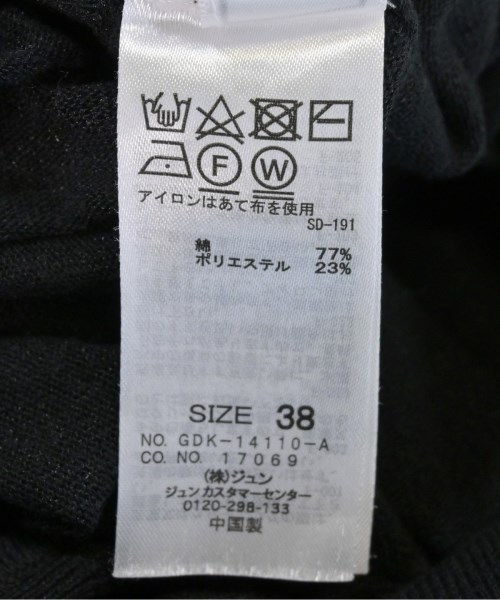 F W
アイロンはあて布を使用
SD-191
綿 77%
ポリエステル 23%
SIZE 38
NO. GDK-14110-A
CO. NO. 17069
(株)ジュン
ジュンカスタマーセンター
0120-298-133
中国製